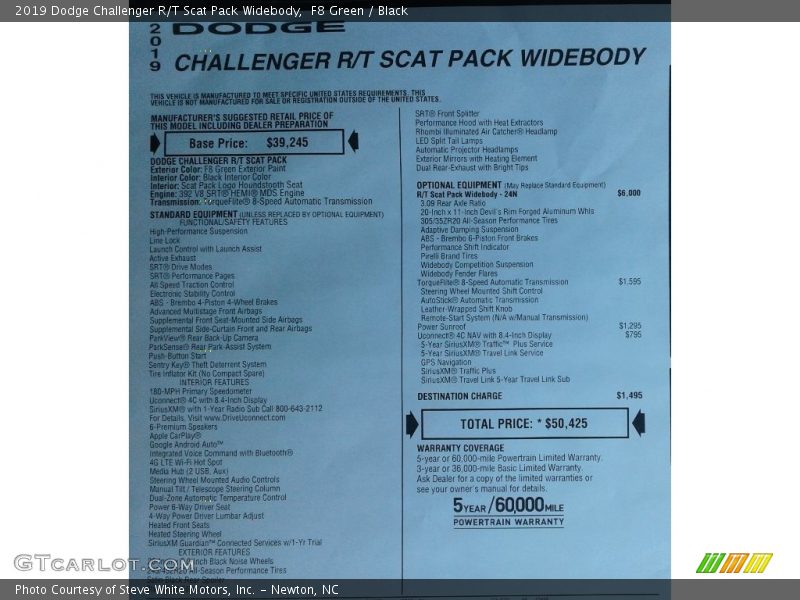 2019 Dodge Challenger R/T Scat Pack Widebody,  F8 Green / Black
2019
DODGE
CHALLENGER R/T SCAT PACK WIDEBODY
THIS VEHICLE IS MANUFACTURED TO MEET SPECIFIC UNITED STATES REQUIREMENTS. THIS
VEHICLE IS NOT MANUFACTURED FOR SALE OR REGISTRATION OUTSIDE OF THE UNITED STATES.
MANUFACTURER'S SUGGESTED RETAIL PRICE OF
THIS MODEL INCLUDING DEALER PREPARATION
Base Price: $39,245
DODGE CHALLENGER R/T SCAT PACK
Exterior Color: F8 Green Exterior Paint
Interior Color: Black Interior Color
Interior: Scat Pack Logo Houndstooth Seat
Engine: 392 V8 SRT® HEMI® MDS Engine
Transmission: TorqueFlite® 8-Speed Automatic Transmission
STANDARD EQUIPMENT (UNLESS REPLACED BY OPTIONAL EQUIPMENT)
FUNCTIONAL/SAFETY FEATURES
High-Performance Suspension
Line Lock
Launch Control with Launch Assist
Active Exhaust
SRT® Drive Modes
SRT® Performance Pages
All Speed Traction Control
Electronic Stability Control
ABS - Brembo 4-Piston 4-Wheel Brakes
Advanced Multistage Front Airbags
Supplemental Front Seat-Mounted Side Airbags
Supplemental Side-Curtain Front and Rear Airbags
ParkView® Rear Back-Up Camera
ParkSense® Rear Park-Assist System
Push-Button Start
Sentry Key® Theft Deterrent System
Tire Inflator Kit (No Compact Spare)
INTERIOR FEATURES
180-MPH Primary Speedometer
Uconnect® 4C with 8.4-Inch Display
SiriusXM® with 1-Year Radio Sub Call 800-643-2112
For Details, Visit www.DriveUconnect.com
6-Premium Speakers
Apple CarPlay®
Google Android Auto™
Integrated Voice Command with Bluetooth®
4G LTE Wi-Fi Hot Spot
Media Hub (2 USB, Aux)
Steering Wheel Mounted Audio Controls
Manual Tilt / Telescope Steering Column
Dual-Zone Automatic Temperature Control
Power 6-Way Driver Seat
4-Way Power Driver Lumbar Adjust
Heated Front Seats
Heated Steering Wheel
SiriusXM Guardian™ Connected Services w/1-Yr Trial
EXTERIOR FEATURES
Inch Black Noise Wheels
All-Season Performance Tires
SRT® Front Splitter
Performance Hood with Heat Extractors
Rhombi Illuminated Air Catcher® Headlamp
LED Split Tail Lamps
Automatic Projector Headlamps
Exterior Mirrors with Heating Element
Dual Rear-Exhaust with Bright Tips
OPTIONAL EQUIPMENT (May Replace Standard Equipment)
R/T Scat Pack Widebody - 24N $6,000
3.09 Rear Axle Ratio
20-Inch x 11-Inch Devil's Rim Forged Aluminum Whls
305/35ZR20 All-Season Performance Tires
Adaptive Damping Suspension
ABS - Brembo 6-Piston Front Brakes
Performance Shift Indicator
Pirelli Brand Tires
Widebody Competition Suspension
Widebody Fender Flares
TorqueFlite® 8-Speed Automatic Transmission $1,595
Steering Wheel Mounted Shift Control
AutoStick® Automatic Transmission
Leather-Wrapped Shift Knob
Remote-Start System (N/A w/Manual Transmission)
Power Sunroof $1,295
Uconnect® 4C NAV with 8.4-Inch Display $795
5-Year SiriusXM® Traffic™ Plus Service
5-Year SiriusXM® Travel Link Service
GPS Navigation
SiriusXM® Traffic Plus
SiriusXM® Travel Link 5-Year Travel Link Sub
DESTINATION CHARGE $1,495
TOTAL PRICE: * $50,425
WARRANTY COVERAGE
5-year or 60,000-mile Powertrain Limited Warranty.
3-year or 36,000-mile Basic Limited Warranty.
Ask Dealer for a copy of the limited warranties or
see your owner's manual for details.
5YEAR/60,000MILE
POWERTRAIN WARRANTY
GTCarLot.com
Photo Courtesy of Steve White Motors, Inc. – Newton, NC